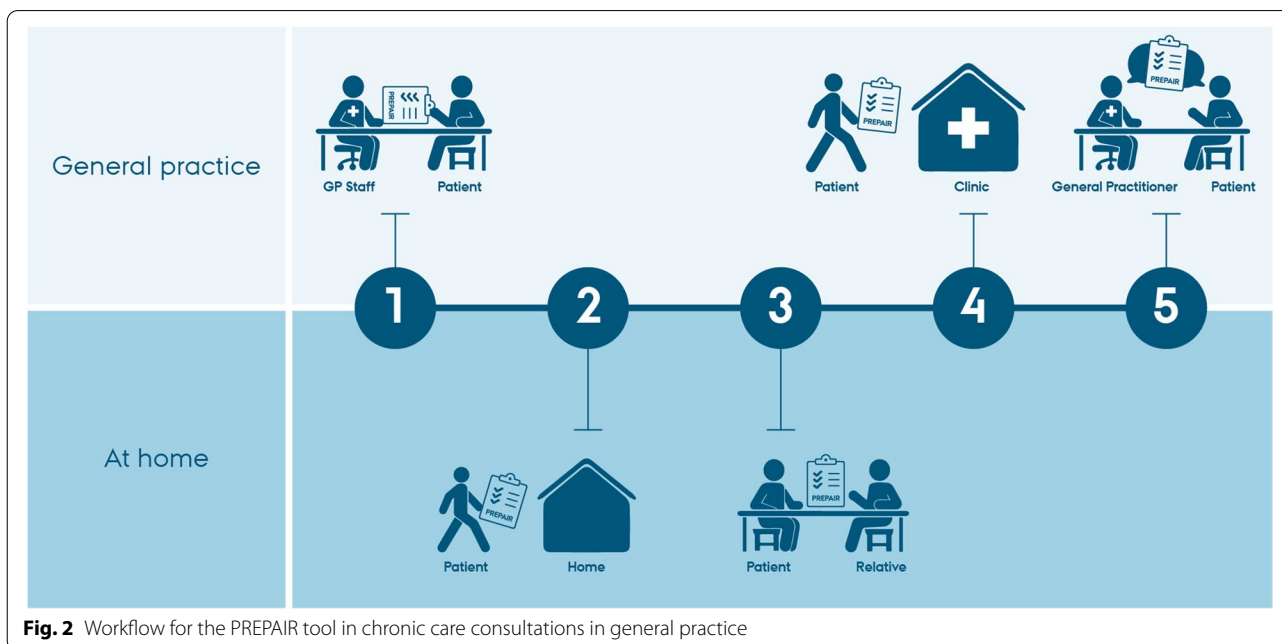 General practice
PREPAIR
GP Staff
Patient
PREPAIR
Patient
Clinic
PREPAIR
General Practitioner
Patient
1
2
3
4
5
At home
PREPAIR
Patient
Home
PREPAIR
Patient
Relative
Fig. 2 Workflow for the PREPAIR tool in chronic care consultations in general practice